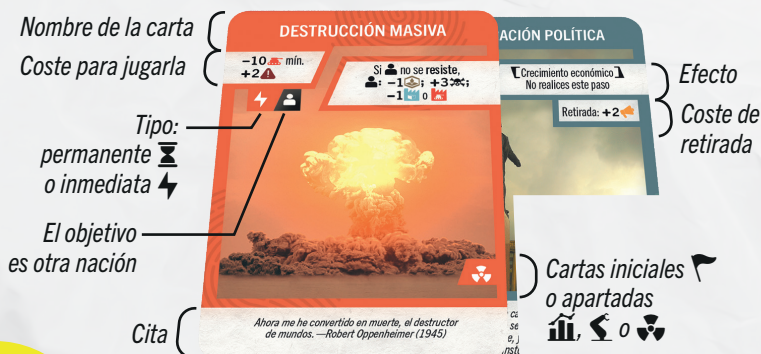 Nombre de la carta
Coste para jugarla
Tipo:
permanente
o inmediata
El objetivo
es otra nación
Cita
DESTRUCCIÓN MASIVA
−10 mín.
+2
Si no se resiste,
: −1; +3;
−1 o
Ahora me he convertido en muerte, el destructor
de mundos. —Robert Oppenheimer (1945)
ACIÓN POLÍTICA
Crecimiento económico
No realices este paso
Retirada: +2
Efecto
Coste de
retirada
Cartas iniciales
o apartadas
, o